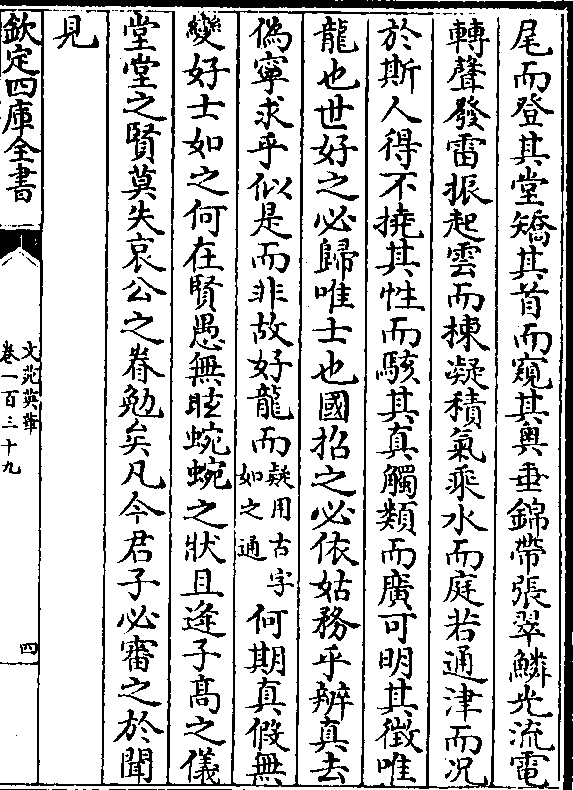 尾而登其堂矯其首而窺其奧垂錦帶張翠鱗光流電
轉聲發雷振起雲而棟凝積氣乘水而庭若通津而况
於斯人得不撓其性而駭其真觸類而廣可明其徵唯
龍也世好之必歸唯士也國招之必依姑務乎辨真去
偽寧求乎似是而非故好龍而疑用古字如之通何期真假無
變好士如之何在賢愚無眩蜿蜿之狀且逢子髙之儀
堂堂之賢莫失哀公之眷勉矣凡今君子必審之於聞
見
欽定四庫全書
文苑英華
卷一百三十九
四